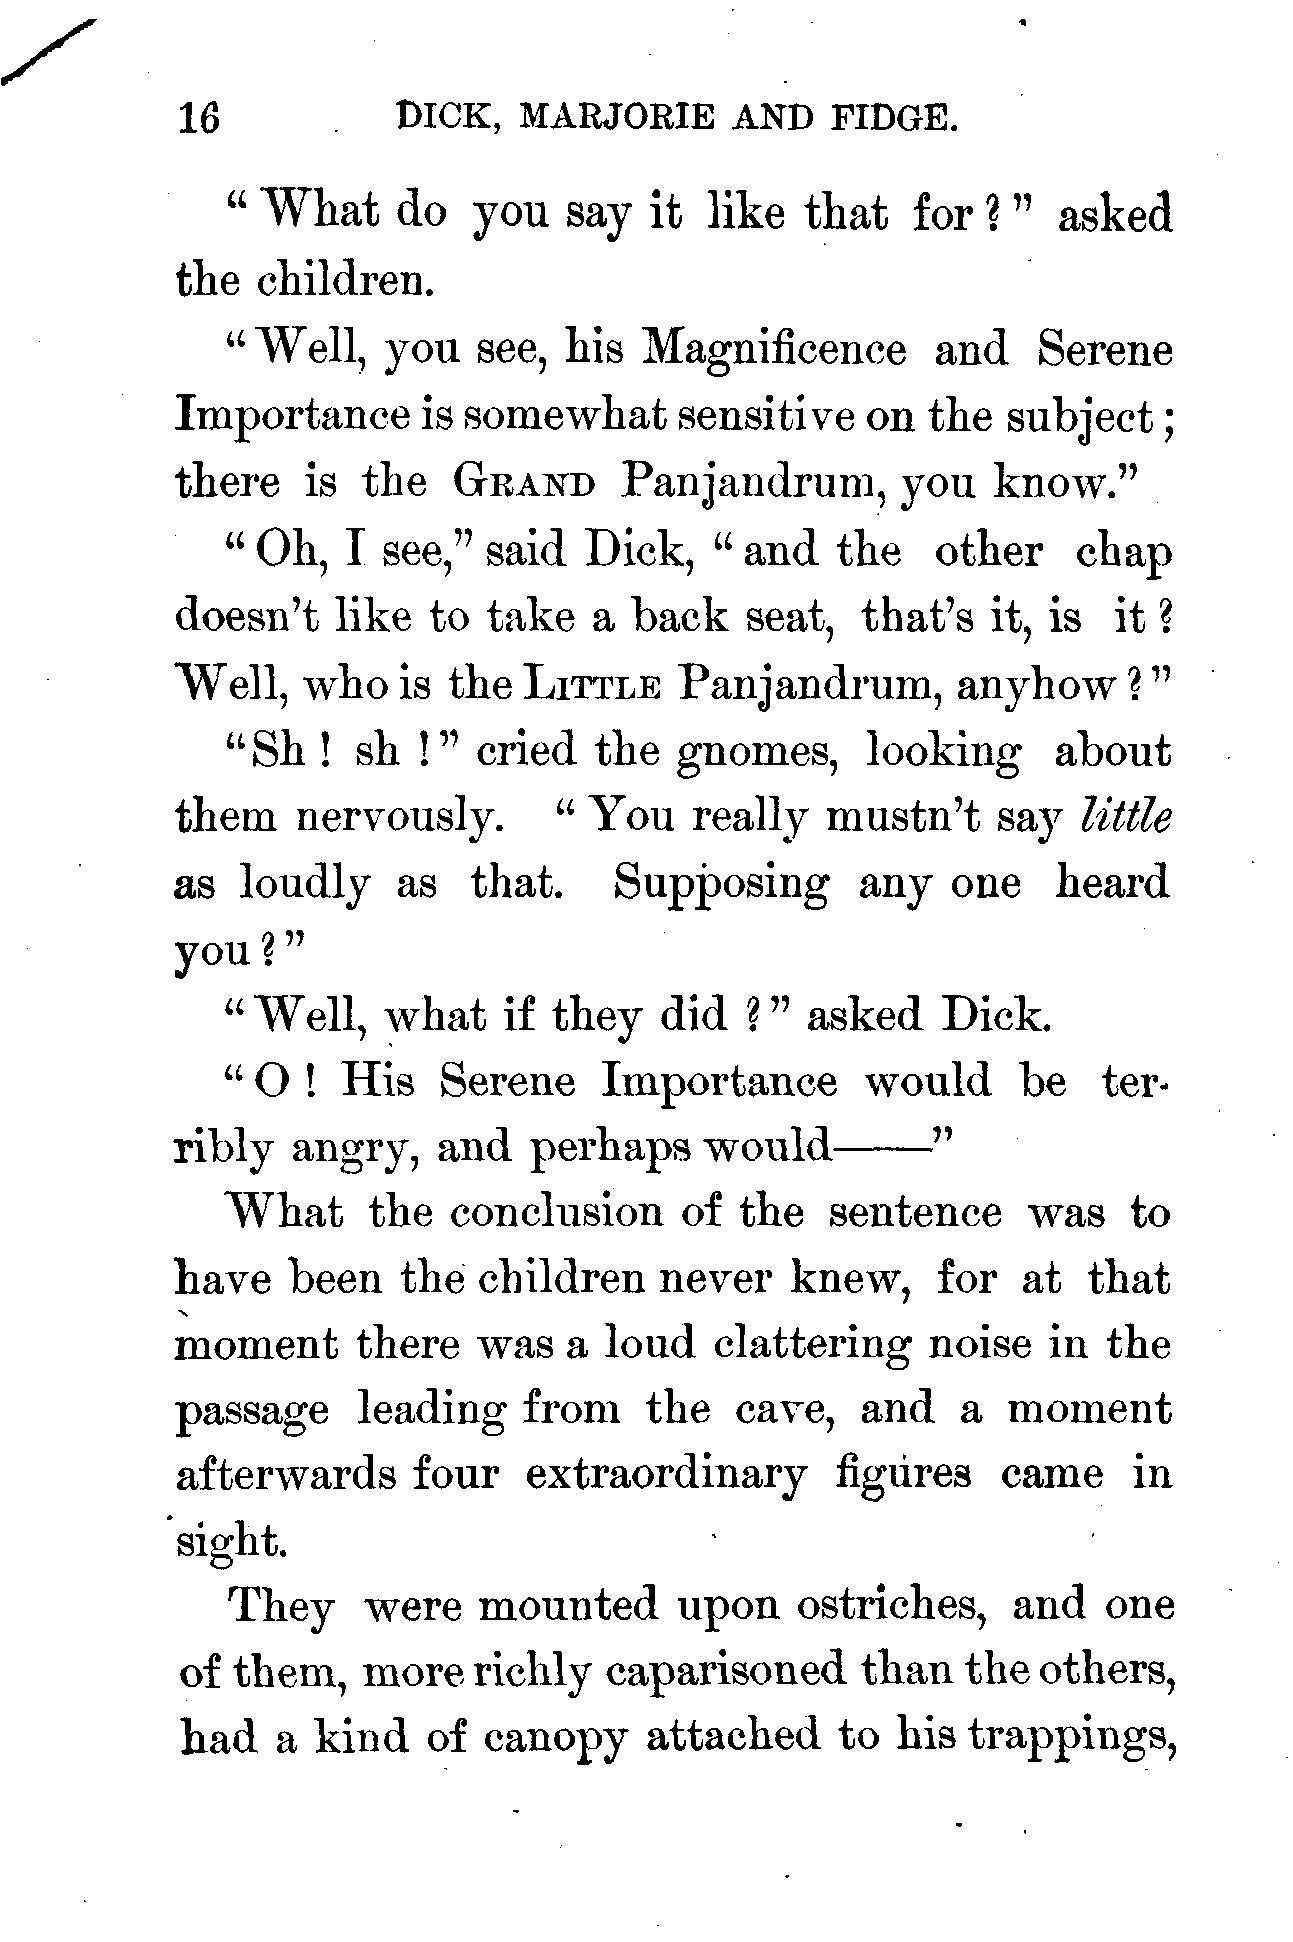 16 DICK, MARJORIE AND FIDGE.
“What do you say it like that for?” asked
the children.
“Well, you see, his Magnificence and Serene
Importance is somewhat sensitive on the subject;
there is the GRAND Panjandrum, you know.”
“Oh, I see,” said Dick, “and the other chap
doesn’t like to take a back seat, that’s it, is it?
Well, who is the LITTLE Panjandrum, anyhow?”
“Sh! sh!” cried the gnomes, looking about
them nervously. “You really mustn’t say little
as loudly as that. Supposing any one heard
you?”
“Well, what if they did?” asked Dick.
“O! His Serene Importance would be ter-
ribly angry, and perhaps would——”
What the conclusion of the sentence was to
have been the children never knew, for at that
moment there was a loud clattering noise in the
passage leading from the cave, and a moment
afterwards four extraordinary figures came in
sight.
They were mounted upon ostriches, and one
of them, more richly caparisoned than the others,
had a kind of canopy attached to his trappings,